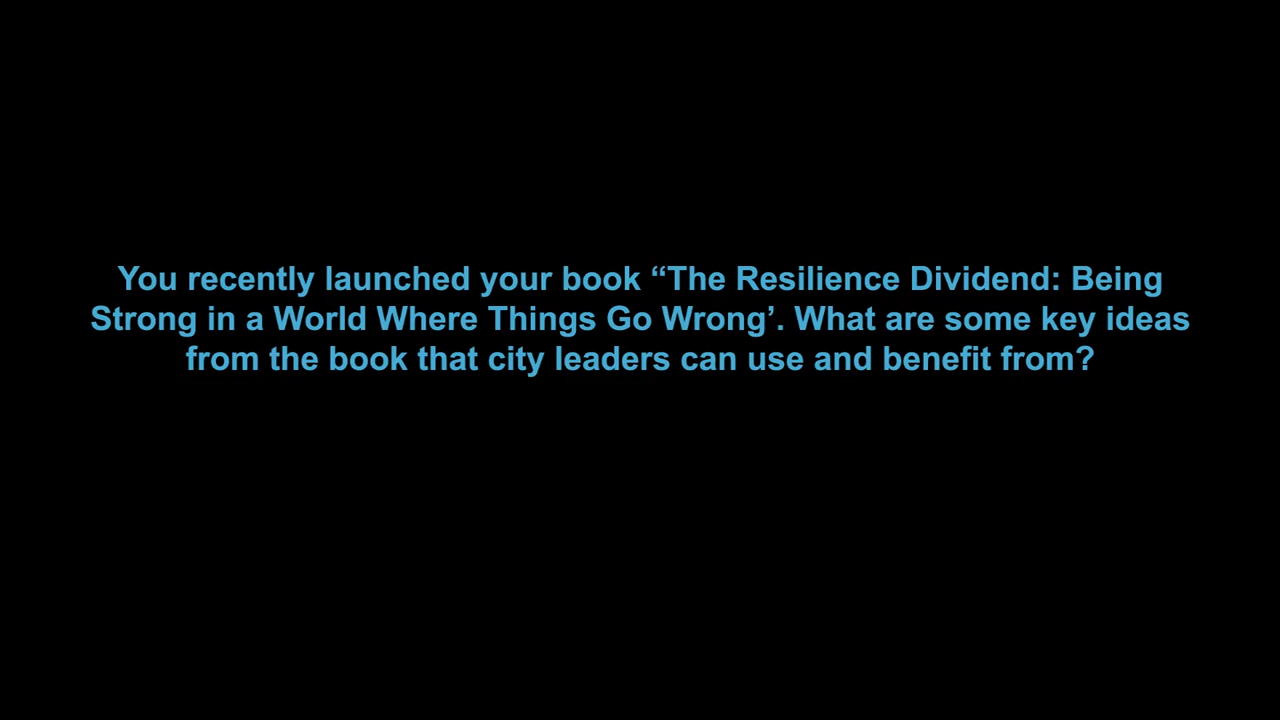 You recently launched your book “The Resilience Dividend: Being
Strong in a World Where Things Go Wrong’. What are some key ideas
from the book that city leaders can use and benefit from?